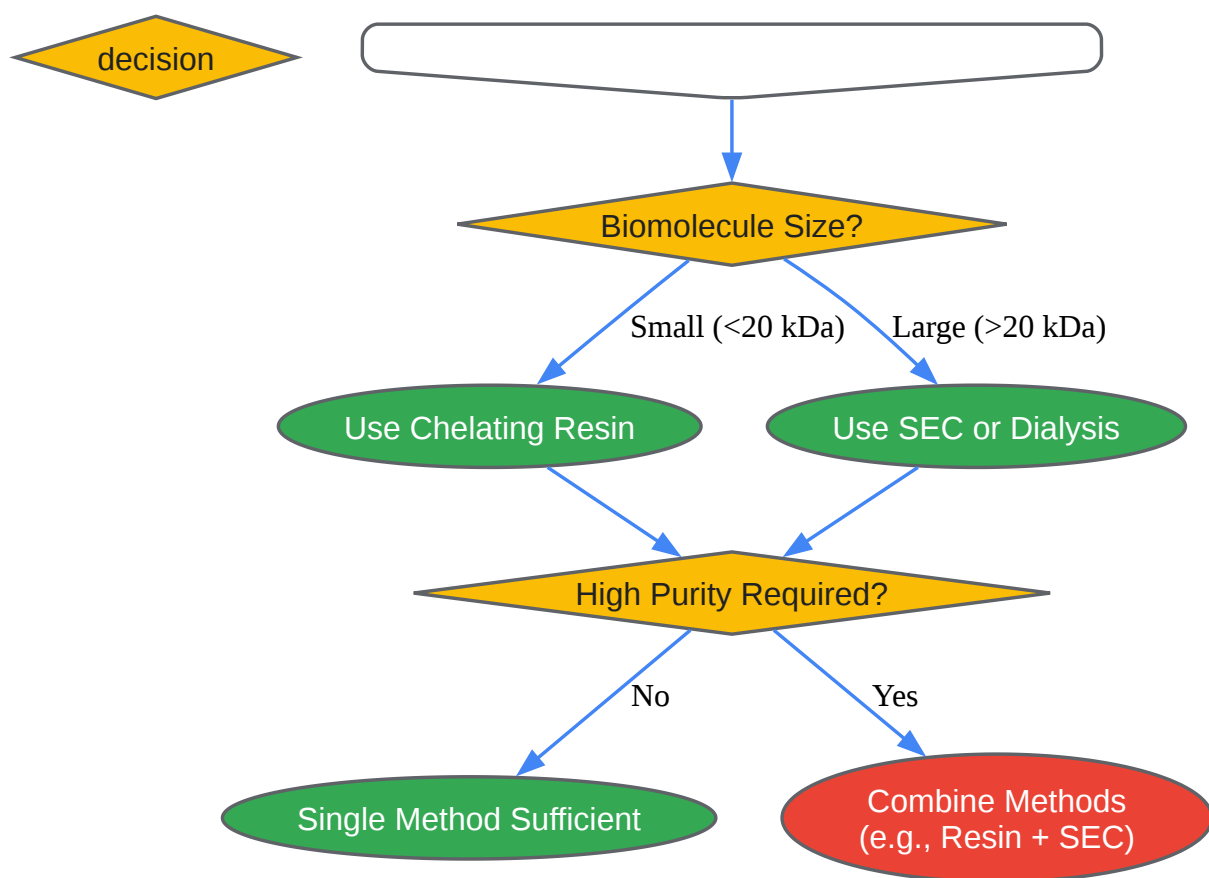 decision
Biomolecule Size?
Small (<20 kDa)
Large (>20 kDa)
Use Chelating Resin
Use SEC or Dialysis
High Purity Required?
No
Yes
Single Method Sufficient
Combine Methods
(e.g., Resin + SEC)